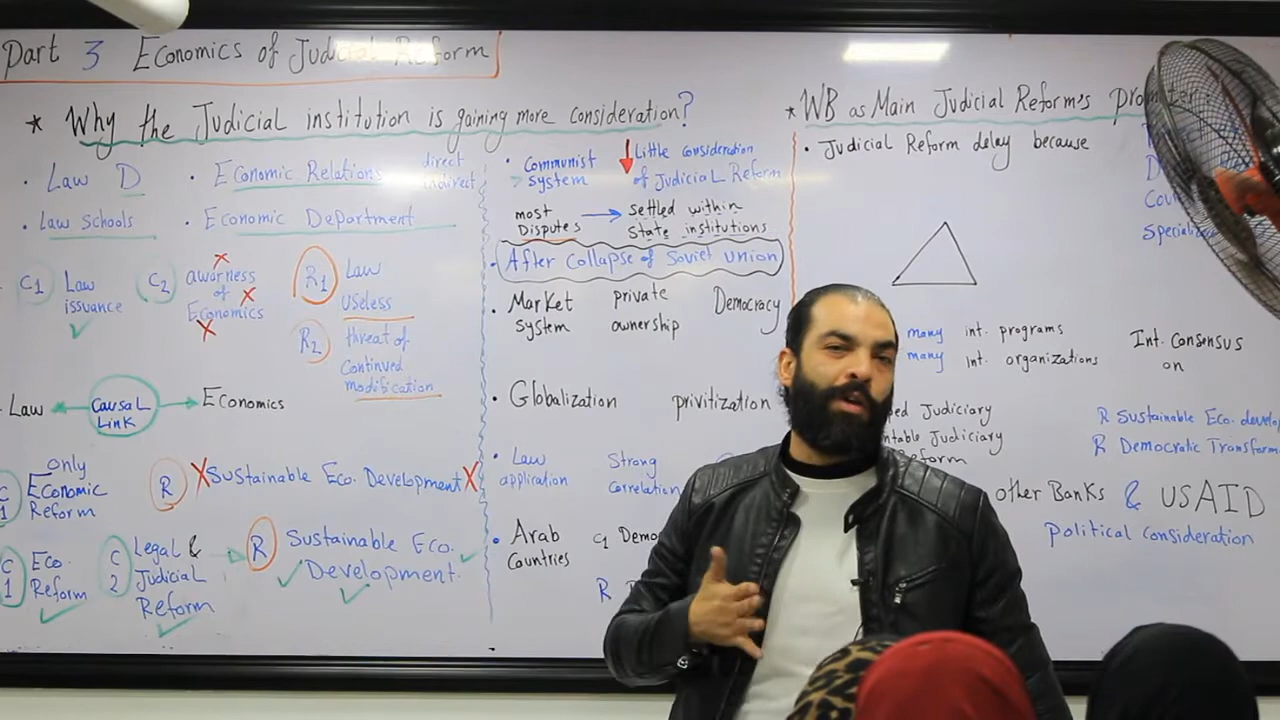 Part 3 Economics of Judicial Reform
* Why the Judicial institution is gaining more consideration?
• Law D
• Economic Relations direct
indirect
• Law Schools
• Economic Department
C1 Law
issuance
✓
C2 awarness
of
Economics
X X X
R1 Law
useless
R2 threat of
Continued
modification
Law Causal
Link Economics
C1 only
Economic
Reform
R X Sustainable Eco. Development X
C1 Eco.
Reform ✓
C2 Legal &
Judicial
Reform ✓
R Sustainable Eco. ✓
✓ Development.
✓
• Communist
System
Little consideration
of Judicial Reform
most
Disputes → Settled within
State institutions
• After Collapse of Soviet Union
• Market
System
private
ownership
Democracy
• Globalization privitization
• Law
application
Strong
Correlation
• Arab
Countries
R
* WB as Main Judicial Reform's
• Judicial Reform delay because
many int. programs
many int. organizations
Int. Consensus
on
Judiciary
Judiciary
R Sustainable Eco.
R Democratic
other Banks & USAID
Political consideration